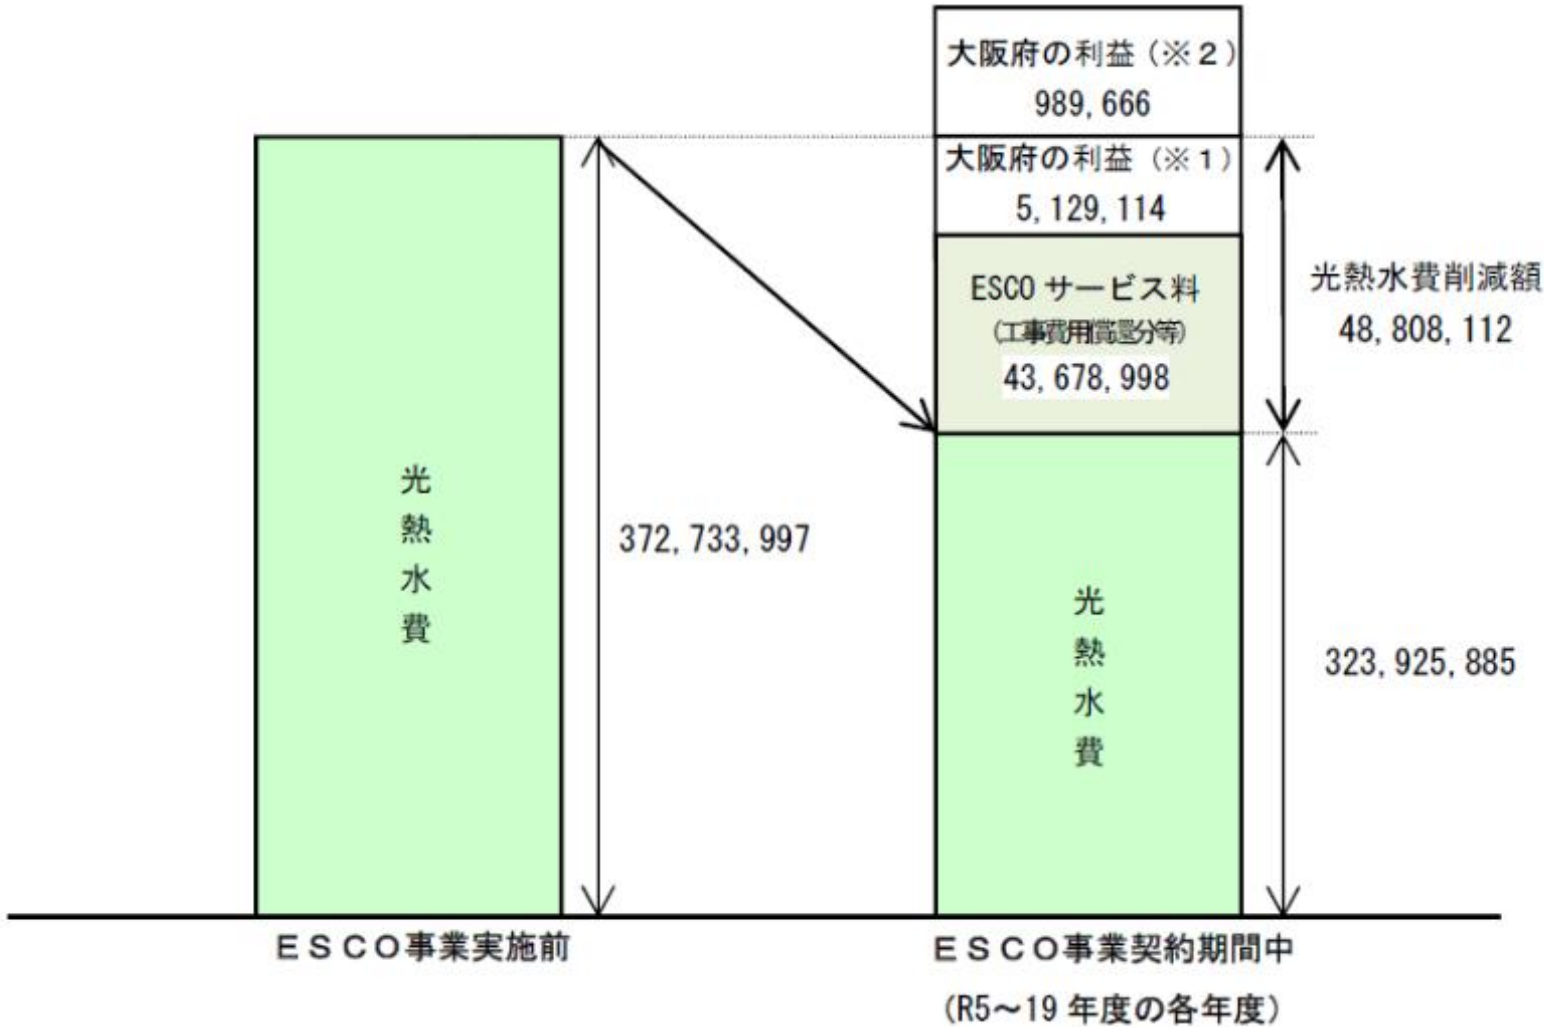 大阪府の利益(※2)
989,666
大阪府の利益(※1)
5,129,114
ESCO サービス料
(工事費用償還分等)
43,678,998
光熱水費削減額
48,808,112
光熱水費
372,733,997
光熱水費
323,925,885
ESCO事業実施前
ESCO事業契約期間中
(R5～19 年度の各年度)